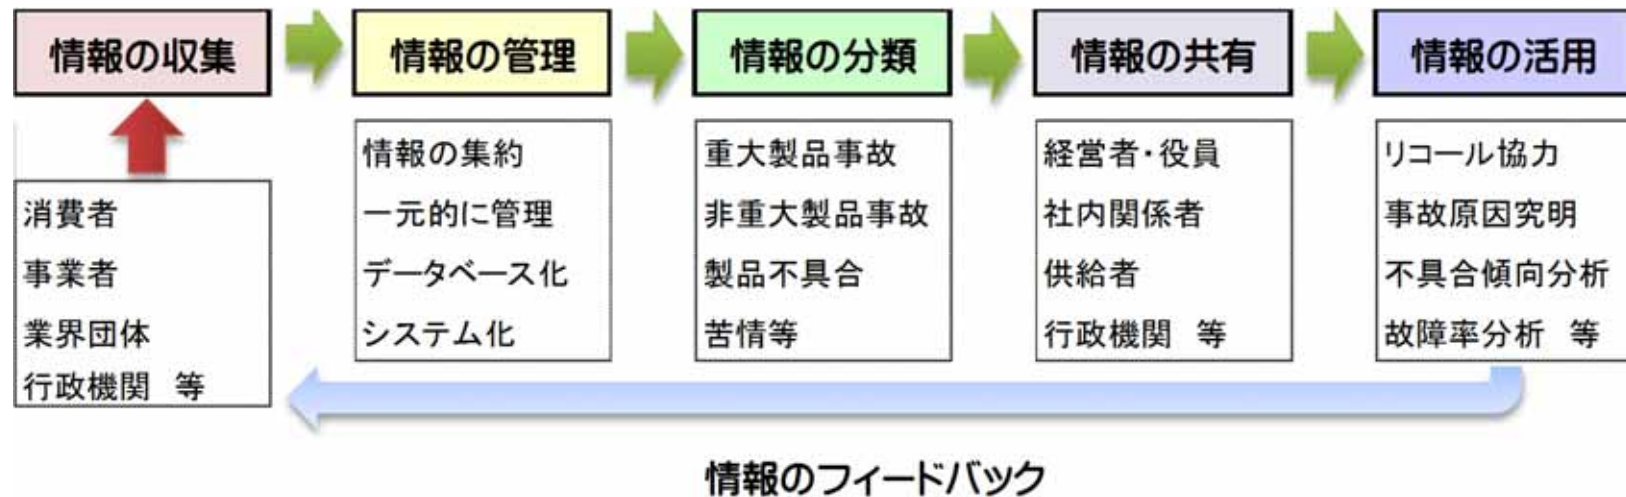 情報の収集
情報の管理
情報の分類
情報の共有
情報の活用
消費者
事業者
業界団体
行政機関　等
情報の集約
一元的に管理
データベース化
システム化
重大製品事故
非重大製品事故
製品不具合
苦情等
経営者・役員
社内関係者
供給者
行政機関　等
リコール協力
事故原因究明
不具合傾向分析
故障率分析　等
情報のフィードバック